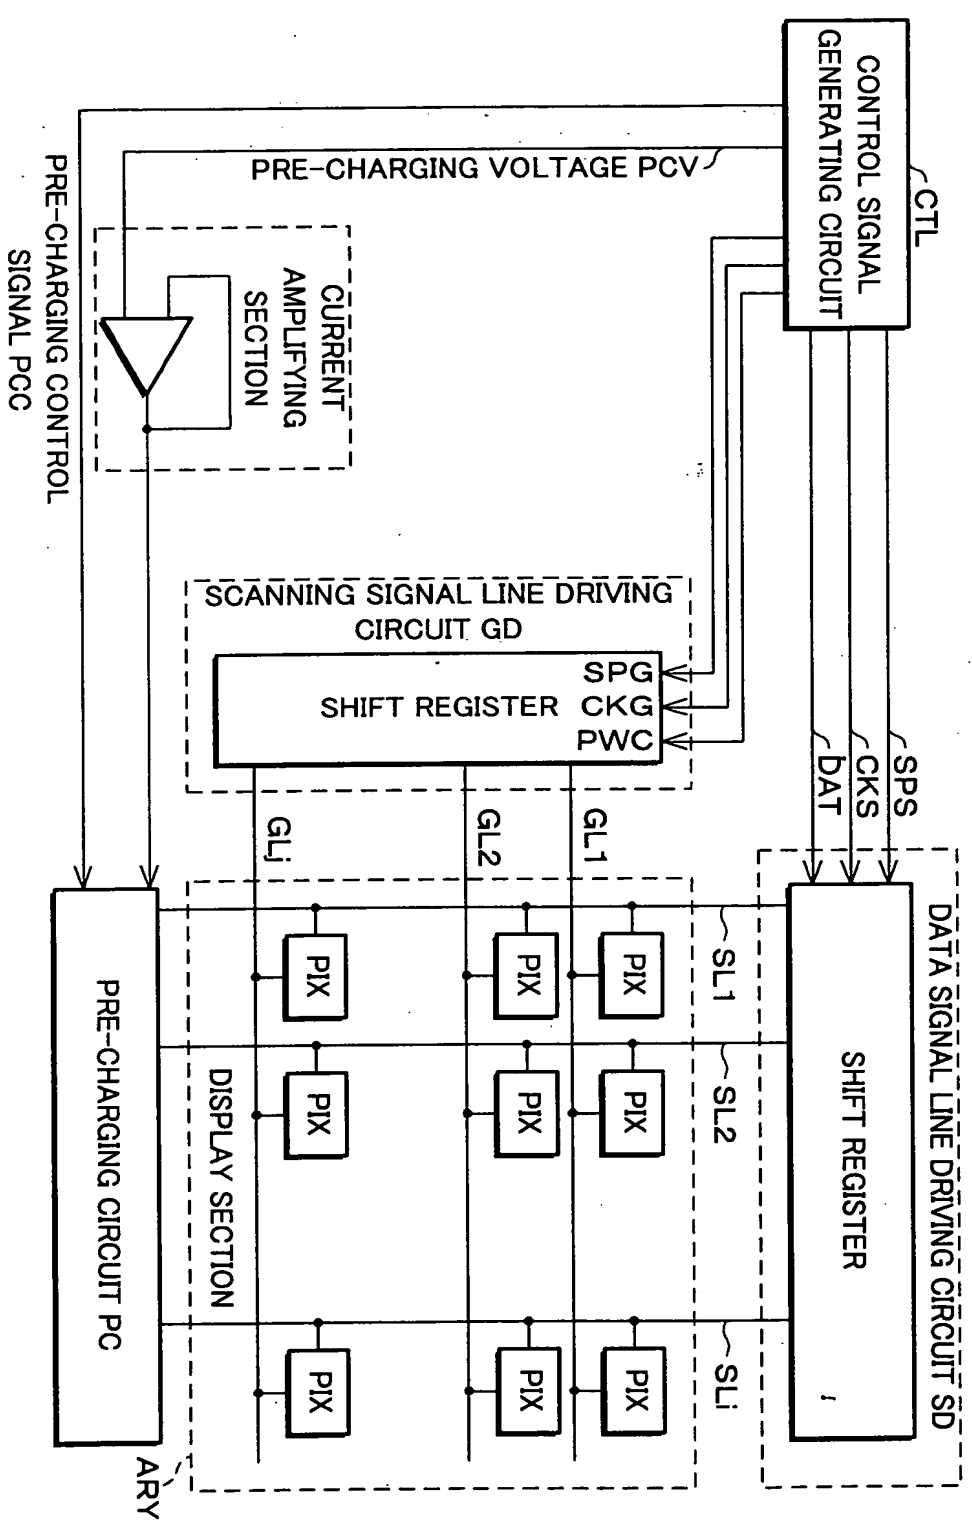 CONTROL SIGNAL
GENERATING CIRCUIT
CTL
SPS
CKS
DAT
DATA SIGNAL LINE DRIVING CIRCUIT SD
SHIFT REGISTER
PRE-CHARGING VOLTAGE PCV
SCANNING SIGNAL LINE DRIVING
CIRCUIT GD
SHIFT REGISTER
SPG
CKG
PWC
GL1
GL2
GLj
SL1
SL2
SLi
PIX
PIX
PIX
PIX
PIX
PIX
PIX
PIX
PIX
DISPLAY SECTION
ARY
CURRENT
AMPLIFYING
SECTION
PRE-CHARGING CONTROL
SIGNAL PCC
PRE-CHARGING CIRCUIT PC